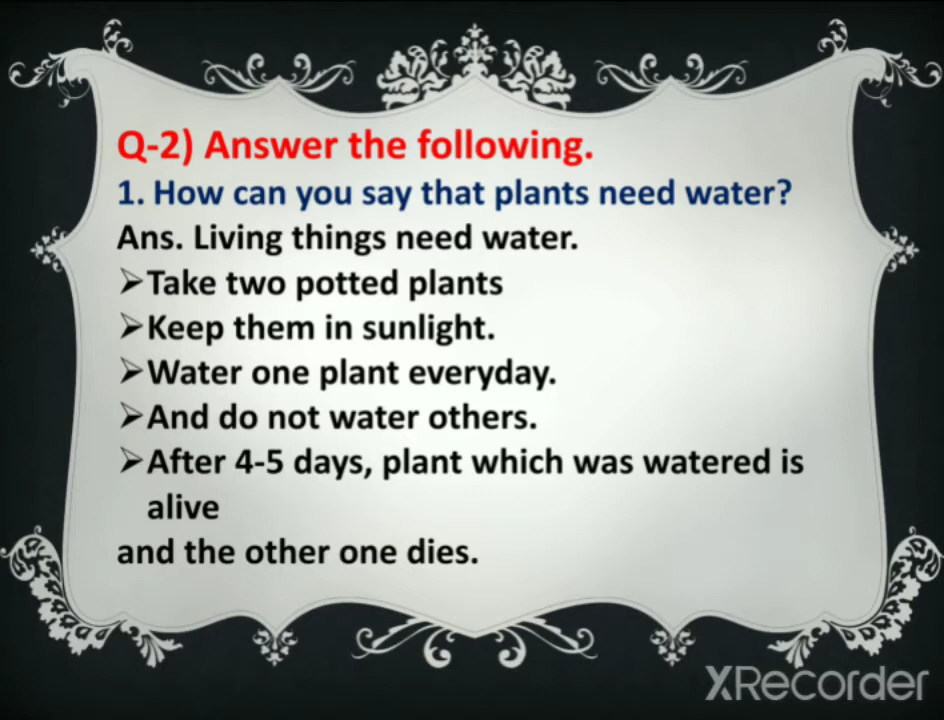 Q-2) Answer the following.
1. How can you say that plants need water?
Ans. Living things need water.
➢Take two potted plants
➢Keep them in sunlight.
➢Water one plant everyday.
➢And do not water others.
➢After 4-5 days, plant which was watered is
alive
and the other one dies.
XRecorder